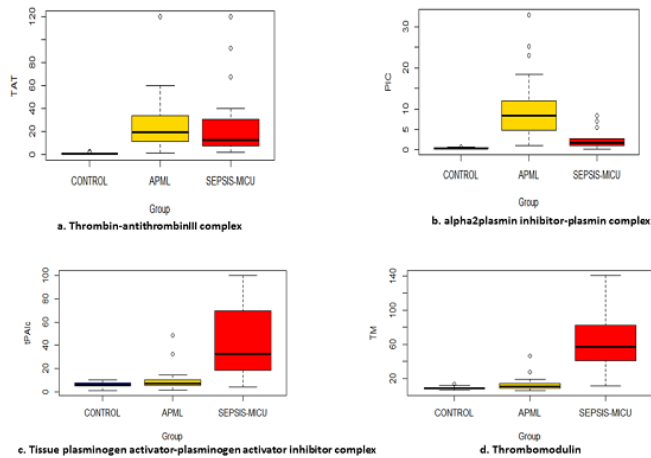 120
80
60
40
20
0
TAT
CONTROL APML SEPSIS-MICU
Group
a. Thrombin-antithrombinIII complex
30
20
10
5
0
PIC
CONTROL APML SEPSIS-MICU
Group
b. alpha2plasmin inhibitor-plasmin complex
100
80
60
40
20
0
tPAIc
CONTROL APML SEPSIS-MICU
Group
c. Tissue plasminogen activator-plasminogen activator inhibitor complex
140
100
60
20
TM
CONTROL APML SEPSIS-MICU
Group
d. Thrombomodulin